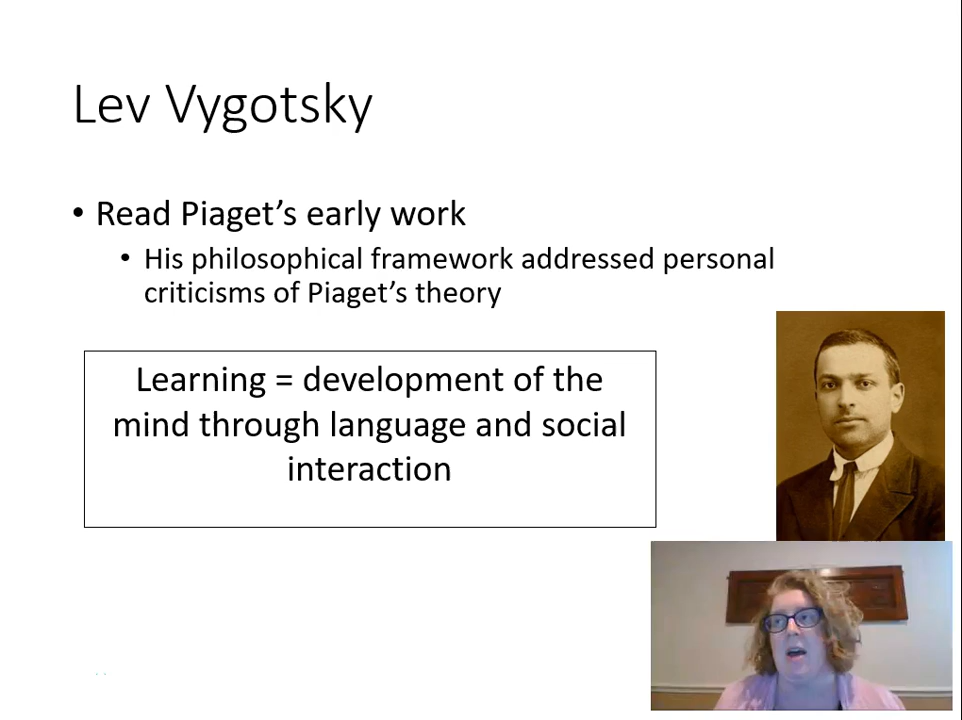 Lev Vygotsky
• Read Piaget’s early work
• His philosophical framework addressed personal
criticisms of Piaget’s theory
Learning = development of the
mind through language and social
interaction